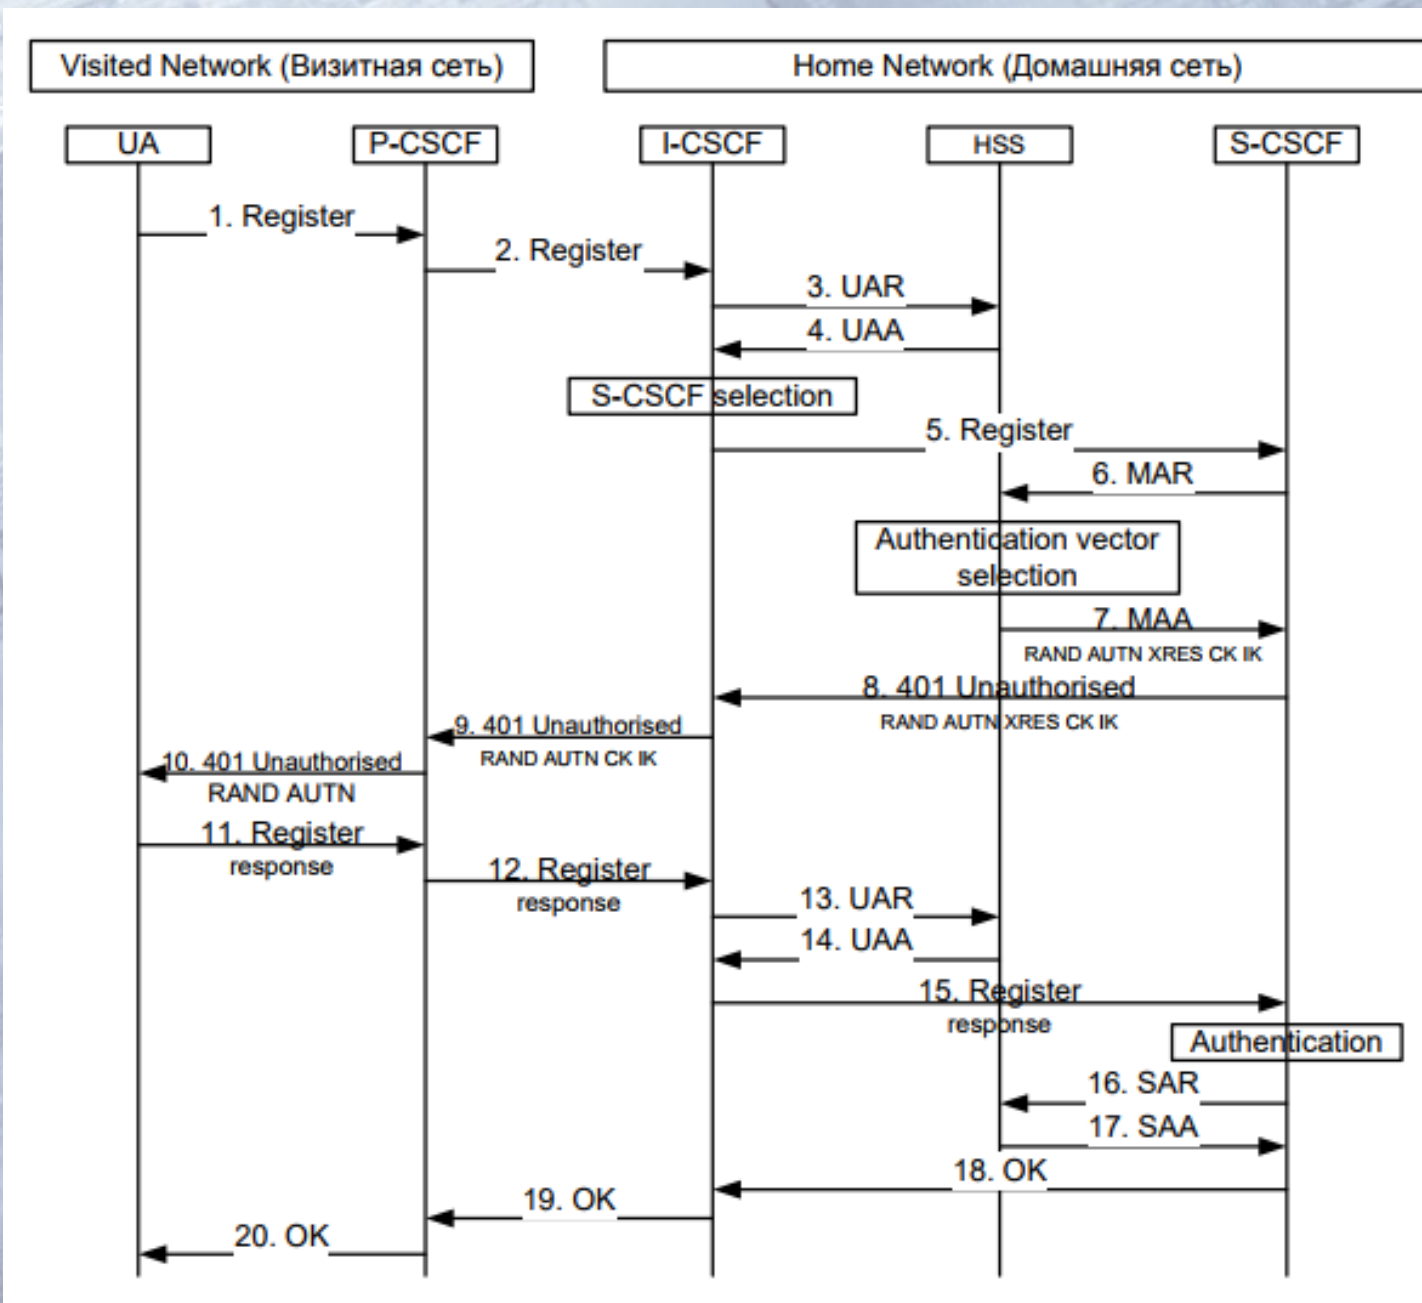 Visited Network (Визитная сеть)
Home Network (Домашняя сеть)
UA
P-CSCF
I-CSCF
HSS
S-CSCF
1. Register
2. Register
3. UAR
4. UAA
S-CSCF selection
5. Register
6. MAR
Authentication vector
selection
7. MAA
RAND AUTN XRES CK IK
8. 401 Unauthorised
RAND AUTN XRES CK IK
9. 401 Unauthorised
RAND AUTN CK IK
10. 401 Unauthorised
RAND AUTN
11. Register
response
12. Register
response
13. UAR
14. UAA
15. Register
response
Authentication
16. SAR
17. SAA
18. OK
19. OK
20. OK